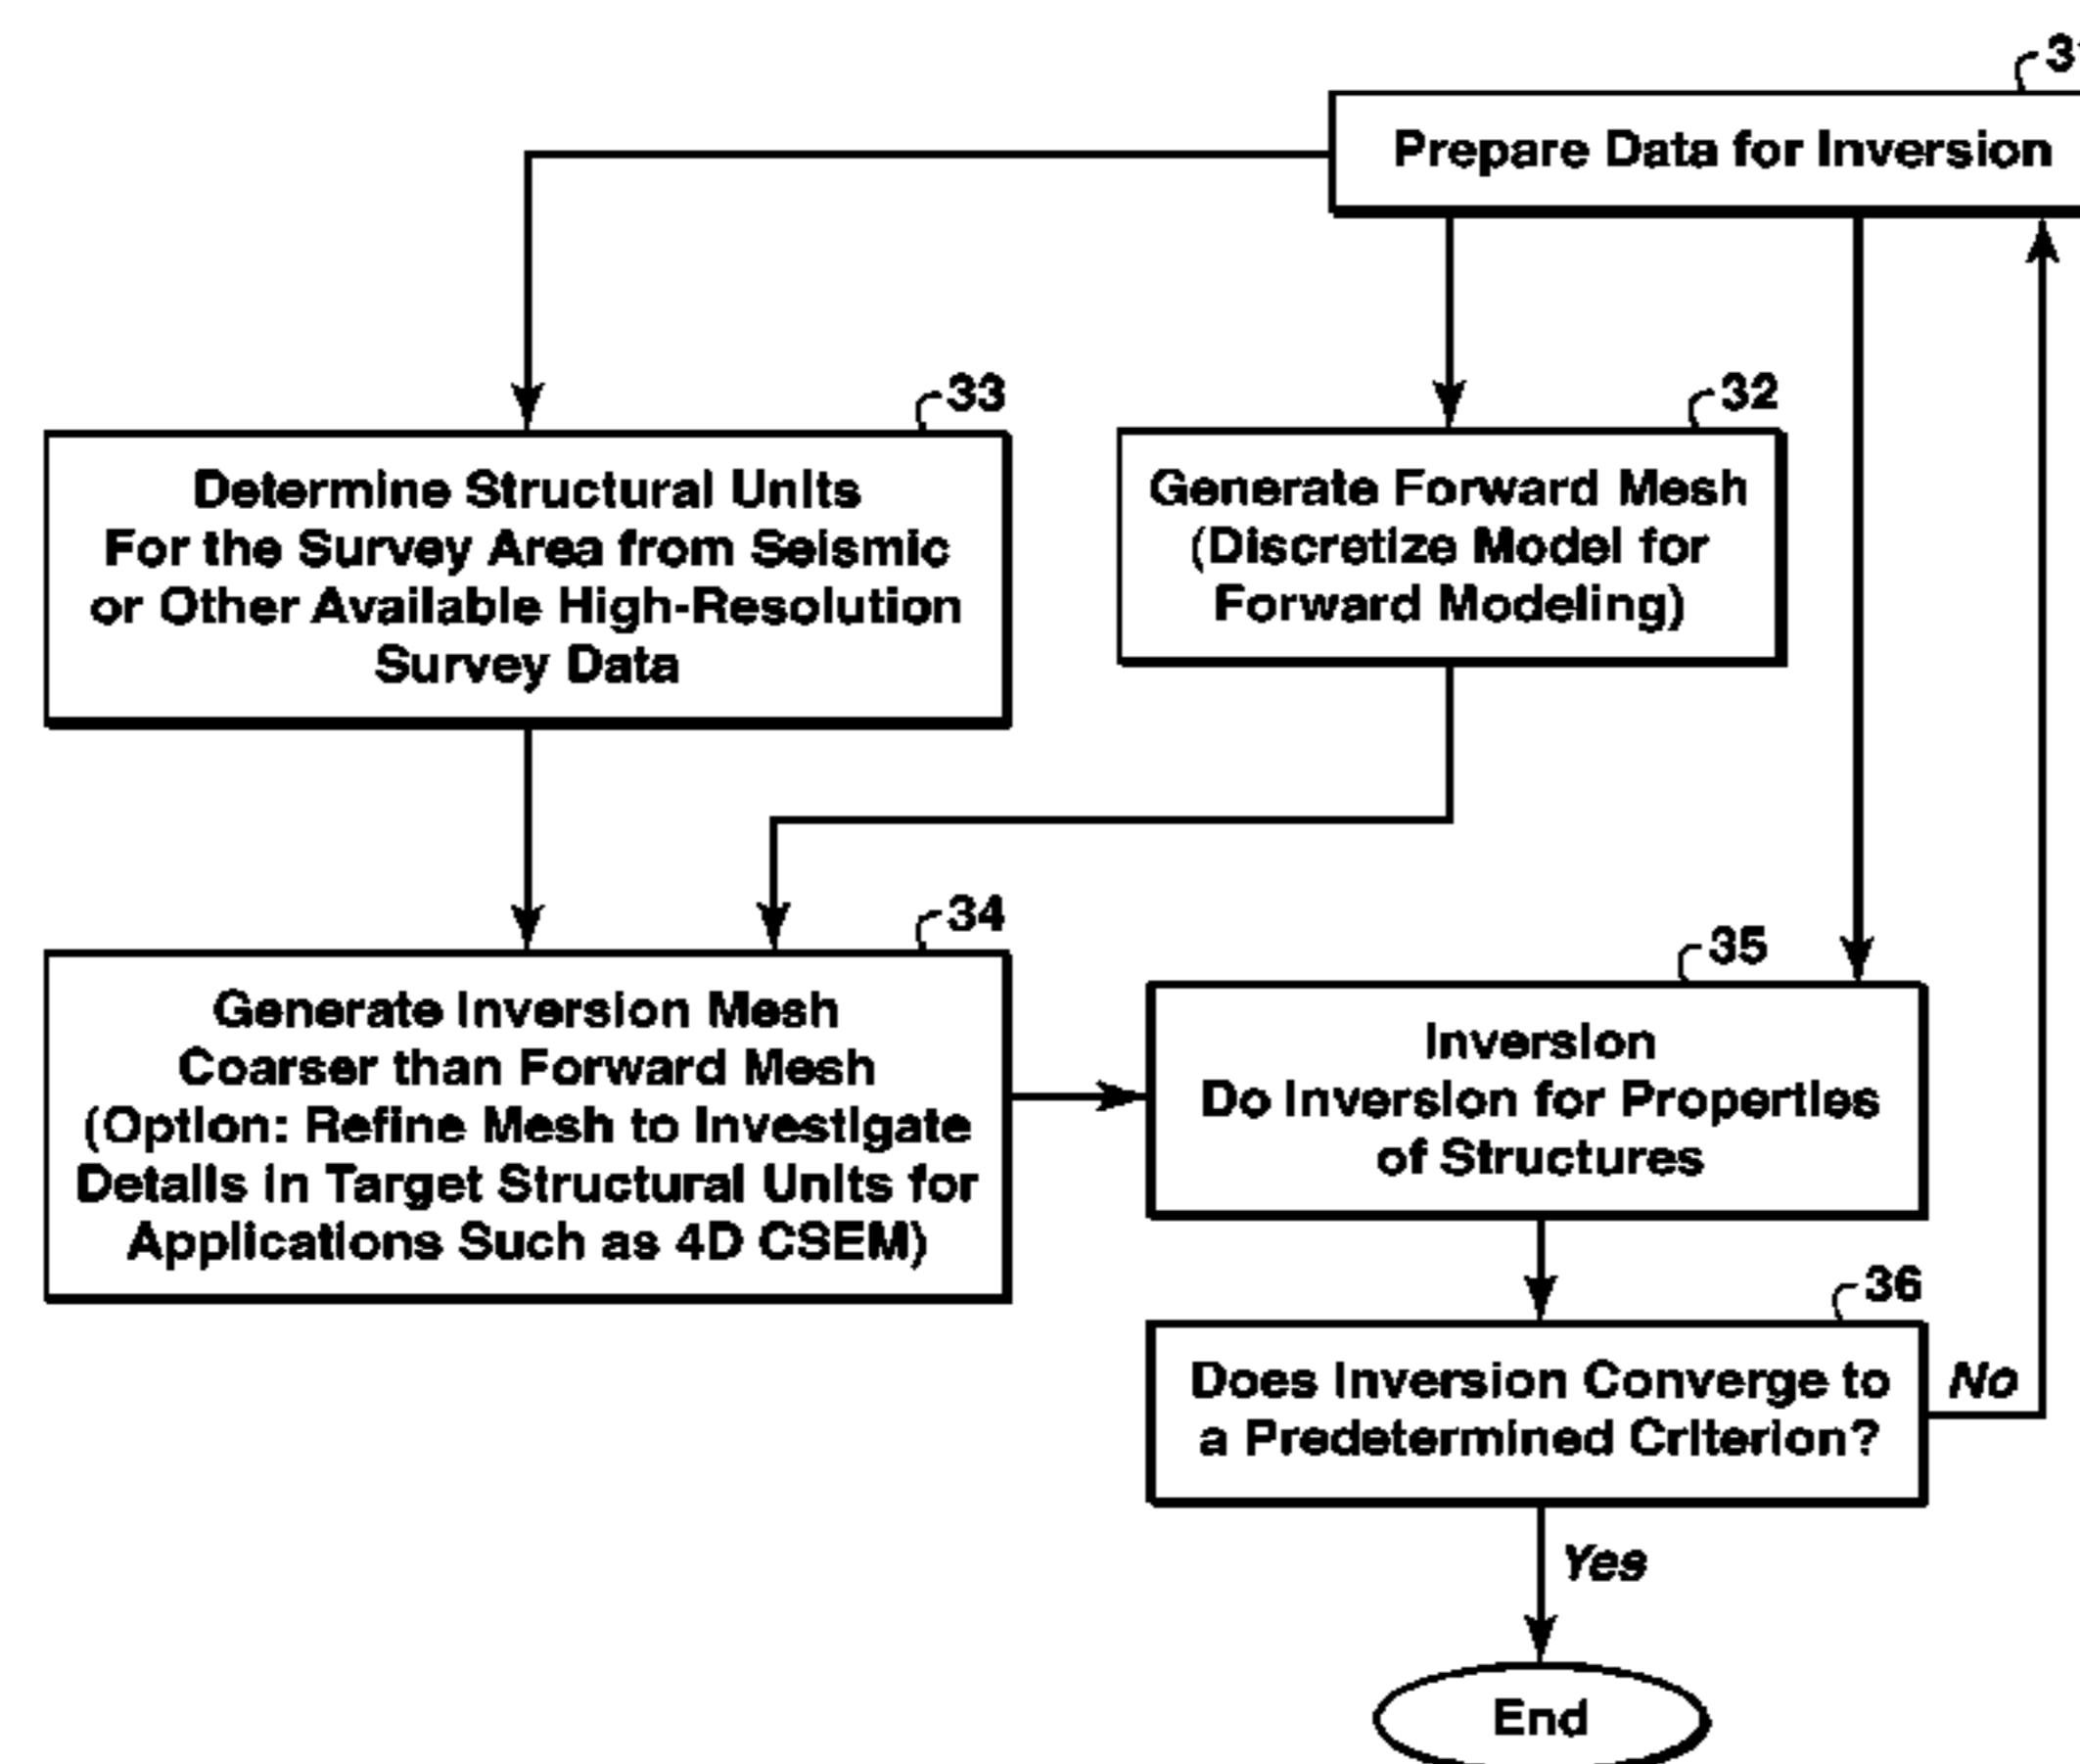 Prepare Data for Inversion
33
Determine Structural Units
For the Survey Area from Seismic
or Other Available High-Resolution
Survey Data
32
Generate Forward Mesh
(Discretize Model for
Forward Modeling)
34
Generate Inversion Mesh
Coarser than Forward Mesh
(Option: Refine Mesh to Investigate
Details in Target Structural Units for
Applications Such as 4D CSEM)
35
Inversion
Do Inversion for Properties
of Structures
36
Does Inversion Converge to
a Predetermined Criterion?
No
Yes
End